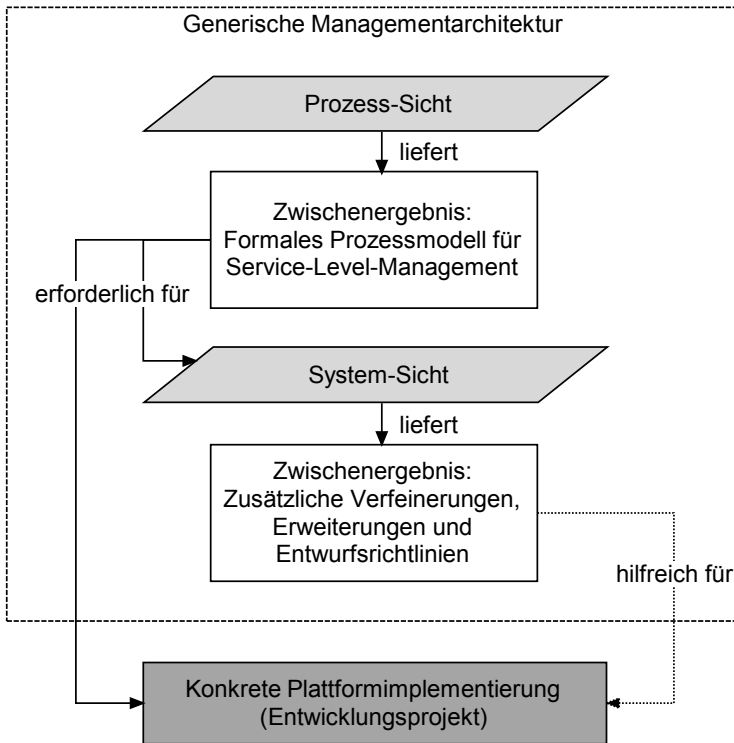 Generische Managementarchitektur
Prozess-Sicht
liefert
Zwischenergebnis:
Formales Prozessmodell für
Service-Level-Management
erforderlich für
System-Sicht
liefert
Zwischenergebnis:
Zusätzliche Verfeinerungen,
Erweiterungen und
Entwurfsrichtlinien
hilfreich für
Konkrete Plattformimplementierung
(Entwicklungsprojekt)